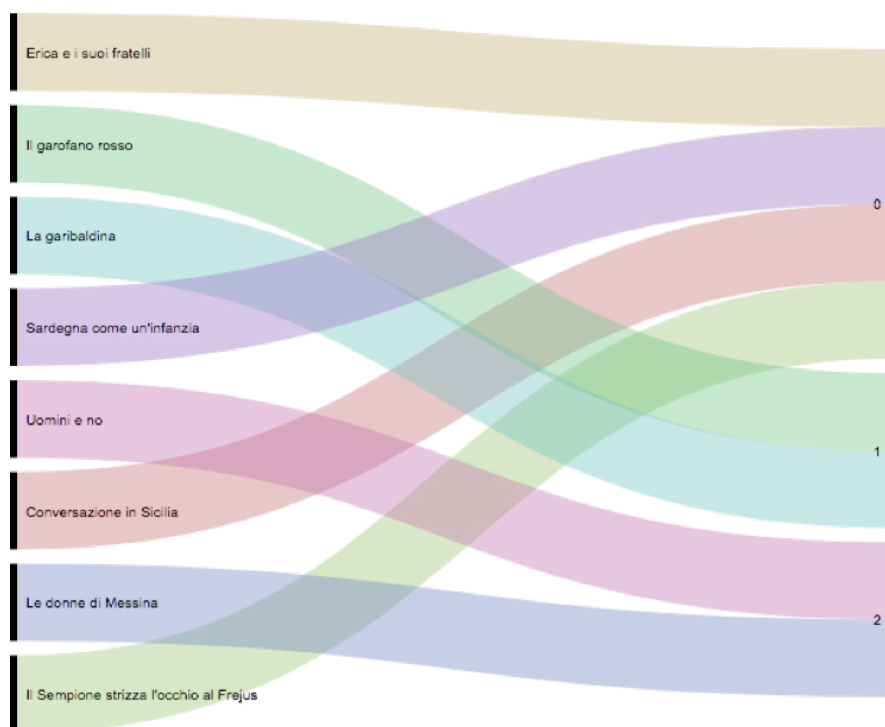 Erica e i suoi fratelli
Il garofano rosso
La garibaldina
Sardegna come un'infanzia
Uomini e no
Conversazione in Sicilia
Le donne di Messina
Il Sempione strizza l'occhio al Frejus
0
1
2